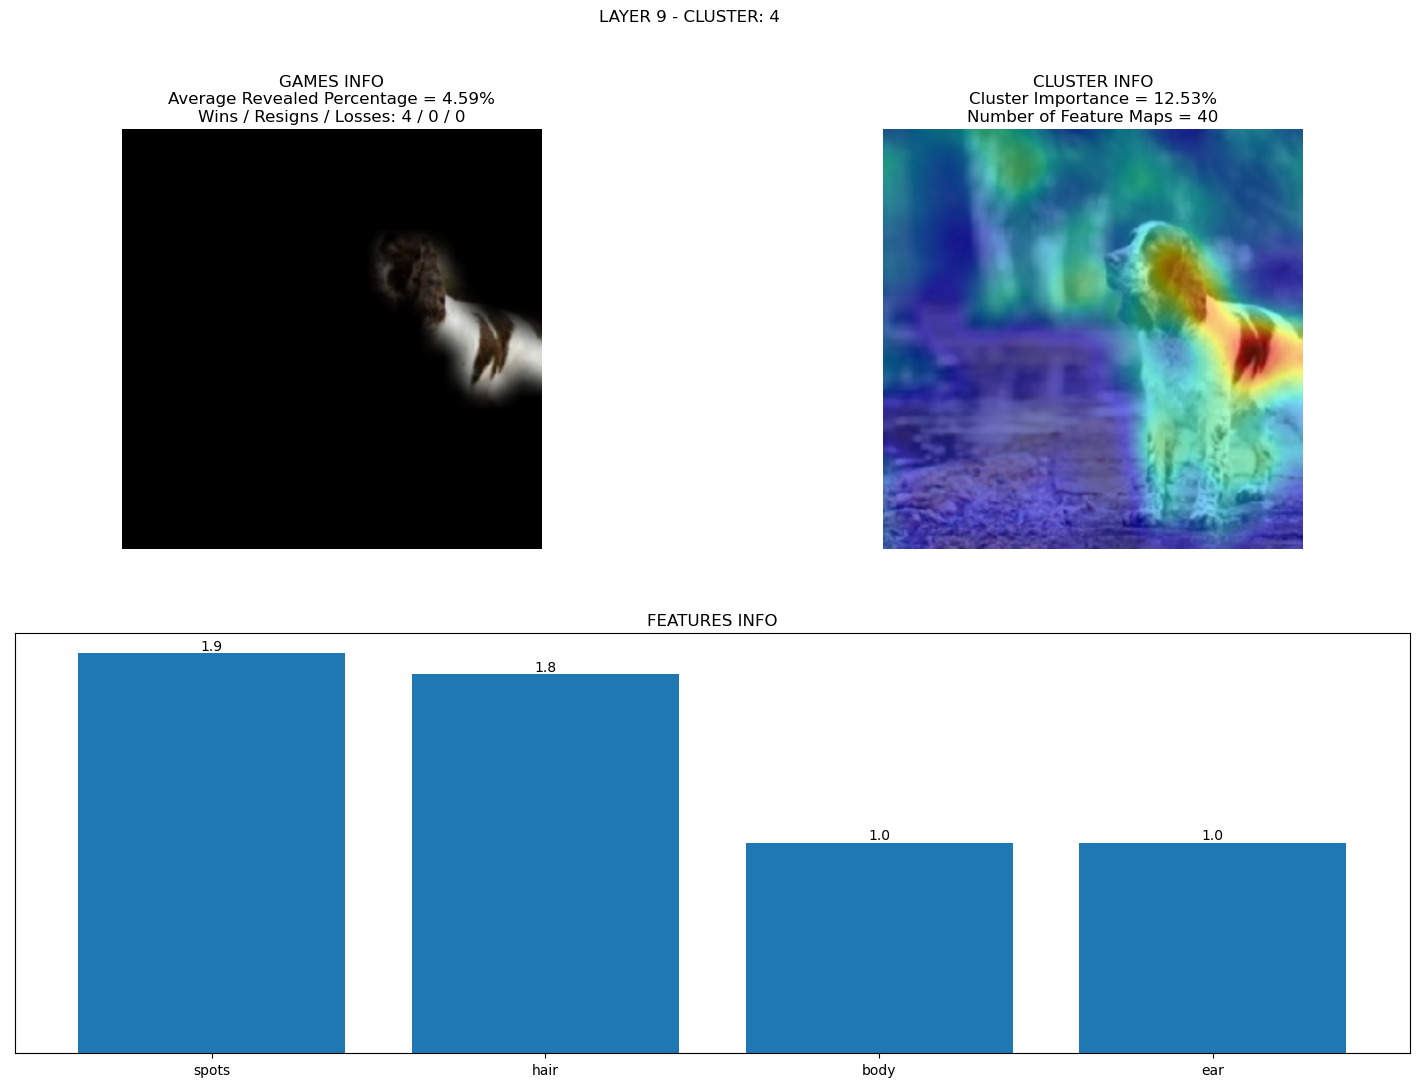 LAYER 9 - CLUSTER: 4
GAMES INFO
Average Revealed Percentage = 4.59%
Wins / Resigns / Losses: 4 / 0 / 0
CLUSTER INFO
Cluster Importance = 12.53%
Number of Feature Maps = 40
FEATURES INFO
1.9
1.8
1.0
1.0
spots
hair
body
ear